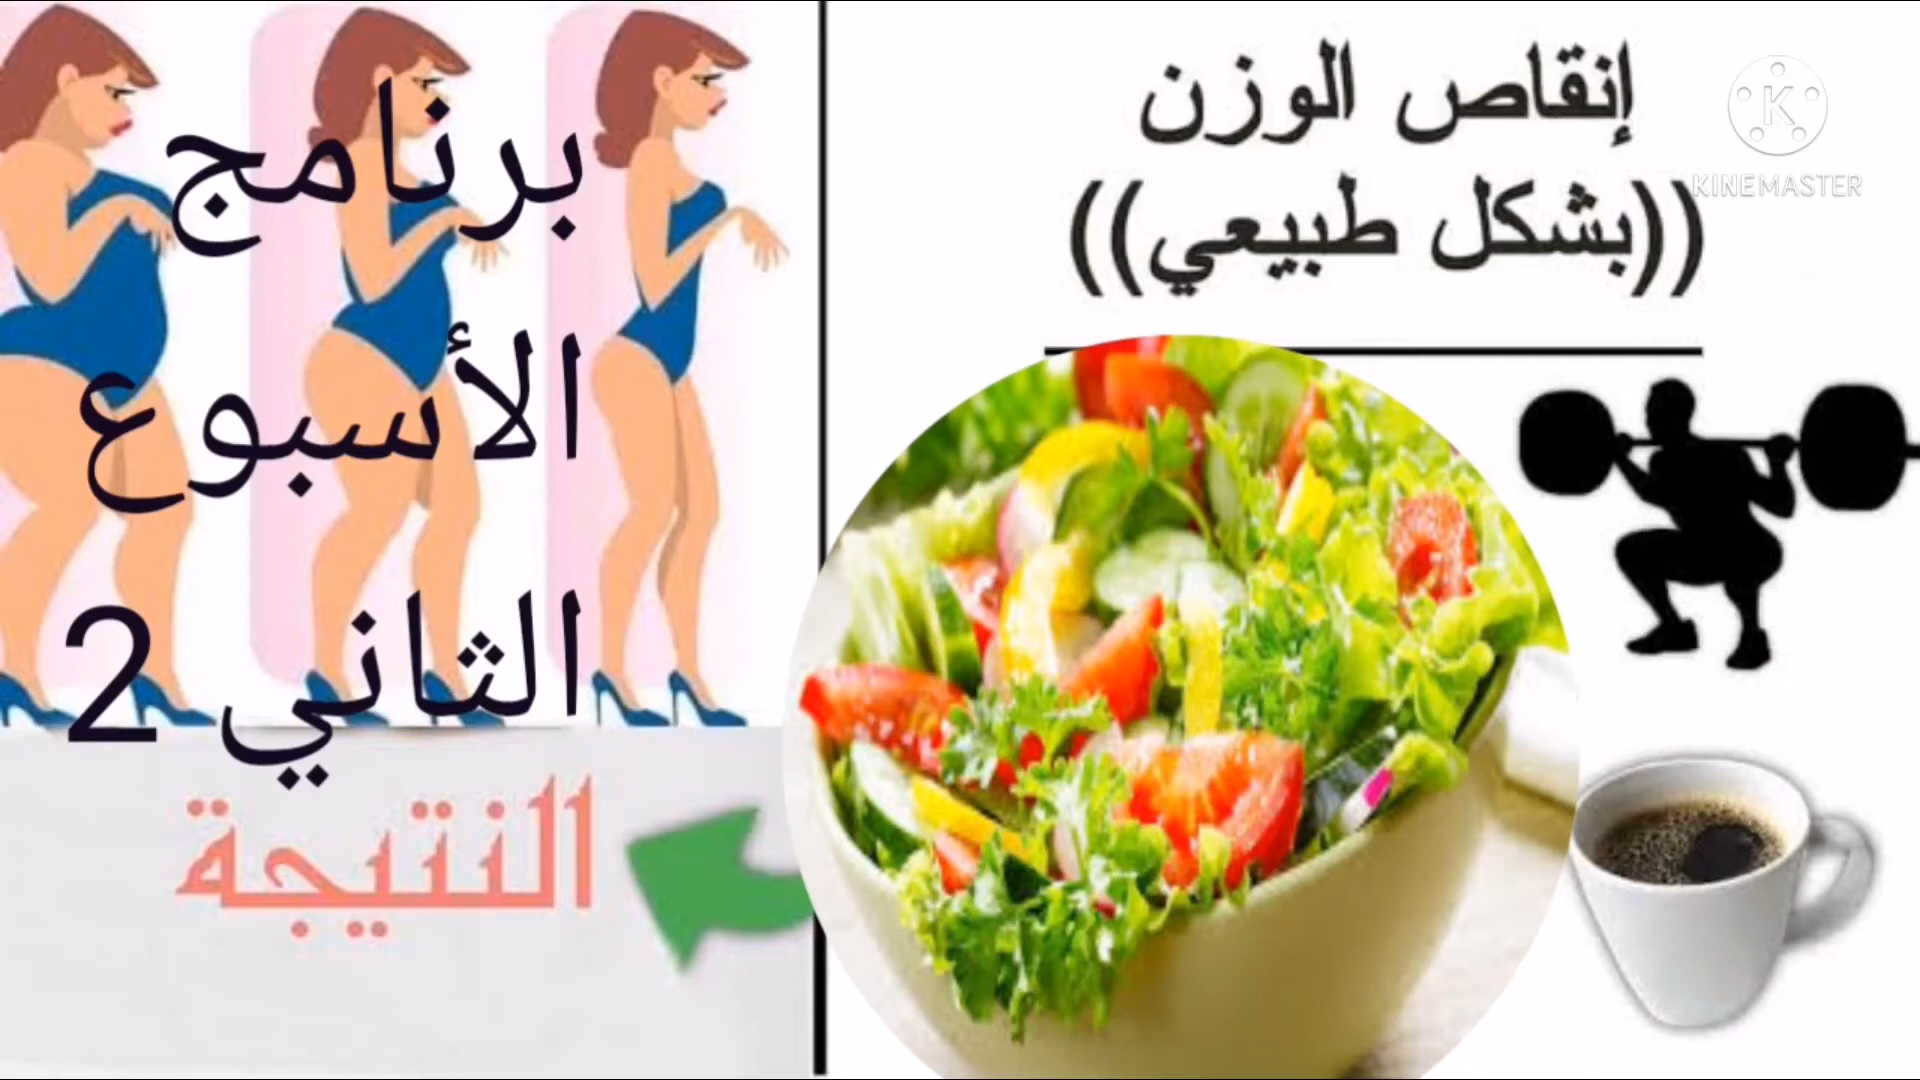 إنقاص الوزن
((بشكل طبيعي))
KINEMASTER
برنامج
الأسبوع
الثاني 2
النتيجة